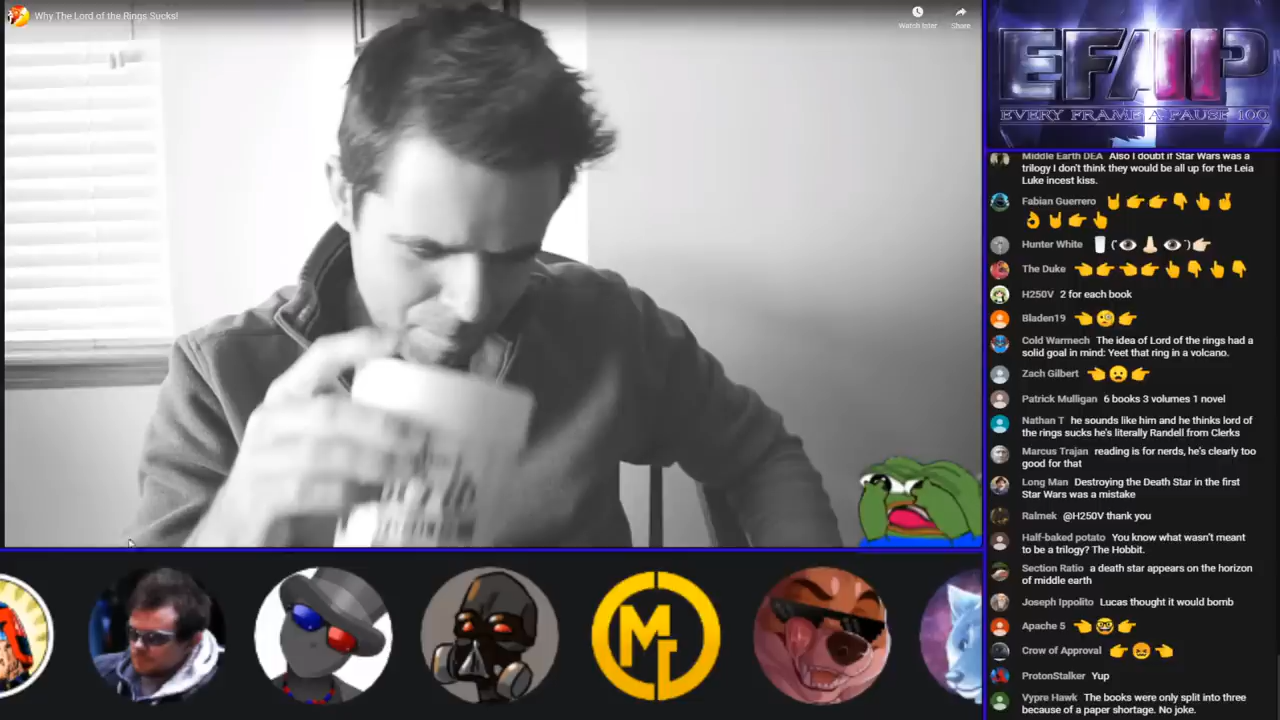 Why The Lord of the Rings Sucks!
Watch later
Share
EFAP
EVERY FRAME A PAUSE 100
Middle Earth DEA Also I doubt if Star Wars was a
trilogy I don't think they would be all up for the Leia
Luke incest kiss.
Fabian Guerrero 🤘👉👉👇👆🤞
👌🤘👉👆
Hunter White 🥛(👁👃👁)👉
The Duke 👈👉👈👉👆👇👆👇
H250V 2 for each book
Bladen19 👈🧐👉
Cold Warmech The idea of Lord of the rings had a
solid goal in mind: Yeet that ring in a volcano.
Zach Gilbert 👈😦👉
Patrick Mulligan 6 books 3 volumes 1 novel
Nathan T he sounds like him and he thinks lord of
the rings sucks he's literally Randell from Clerks
Marcus Trajan reading is for nerds, he's clearly too
good for that
Long Man Destroying the Death Star in the first
Star Wars was a mistake
Ralmek @H250V thank you
Half-baked potato You know what wasn't meant
to be a trilogy? The Hobbit.
Section Ratio a death star appears on the horizon
of middle earth
Joseph Ippolito Lucas thought it would bomb
Apache 5 👈🤓👉
Crow of Approval 👉😖👈
ProtonStalker Yup
Vypre Hawk The books were only split into three
because of a paper shortage. No joke.